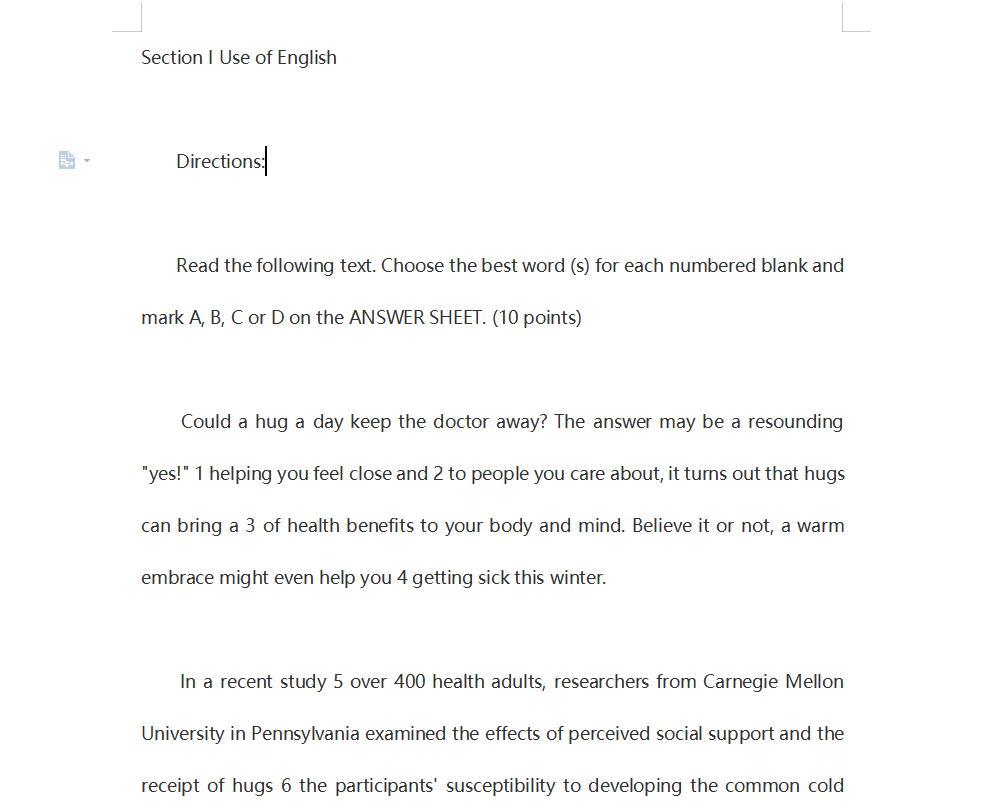 Section I Use of English
Directions:
Read the following text. Choose the best word (s) for each numbered blank and
mark A, B, C or D on the ANSWER SHEET. (10 points)
Could a hug a day keep the doctor away? The answer may be a resounding
"yes!" 1 helping you feel close and 2 to people you care about, it turns out that hugs
can bring a 3 of health benefits to your body and mind. Believe it or not, a warm
embrace might even help you 4 getting sick this winter.
In a recent study 5 over 400 health adults, researchers from Carnegie Mellon
University in Pennsylvania examined the effects of perceived social support and the
receipt of hugs 6 the participants' susceptibility to developing the common cold